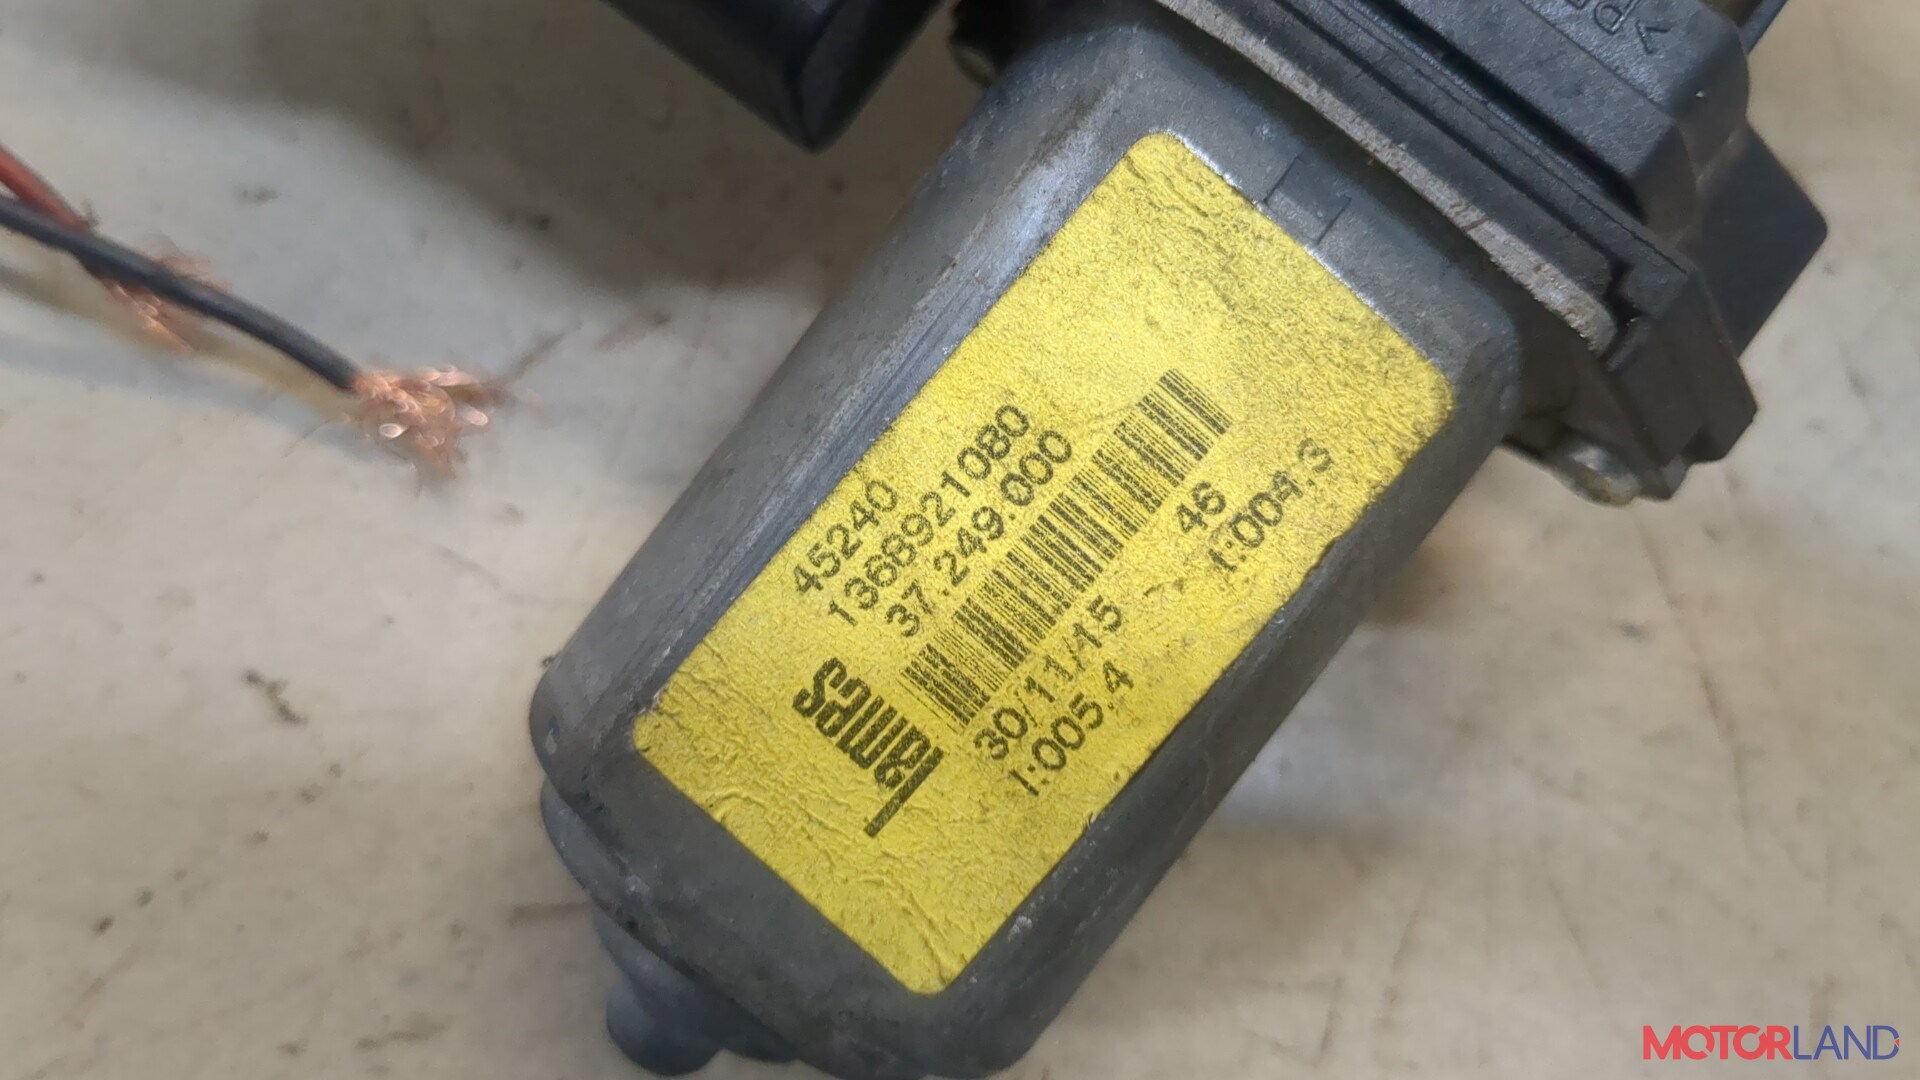 45240
1368921080
37.249.000
lames
30/11/15 46
I:005.4 I:004.3
MOTORLAND